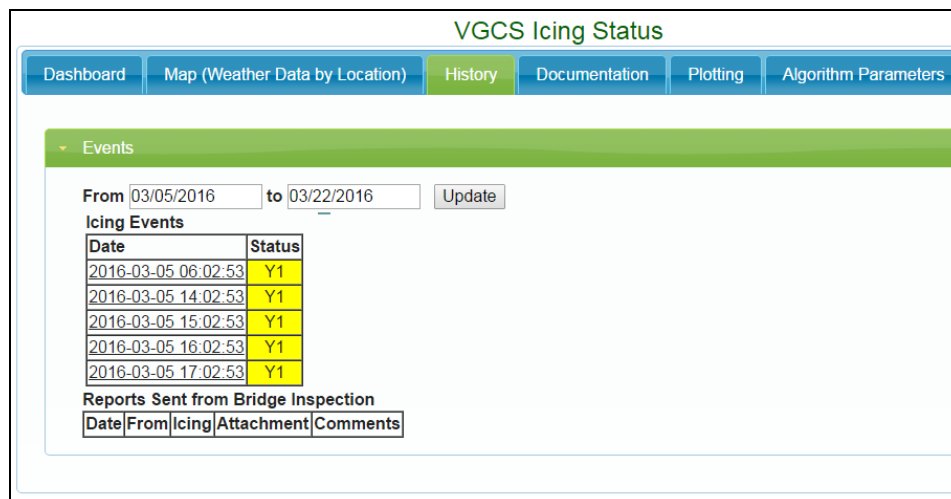 VGCS Icing Status
Dashboard Map (Weather Data by Location) History Documentation Plotting Algorithm Parameters
Events
From 03/05/2016 to 03/22/2016 Update
Icing Events
Date Status
2016-03-05 06:02:53 Y1
2016-03-05 14:02:53 Y1
2016-03-05 15:02:53 Y1
2016-03-05 16:02:53 Y1
2016-03-05 17:02:53 Y1
Reports Sent from Bridge Inspection
Date From Icing Attachment Comments